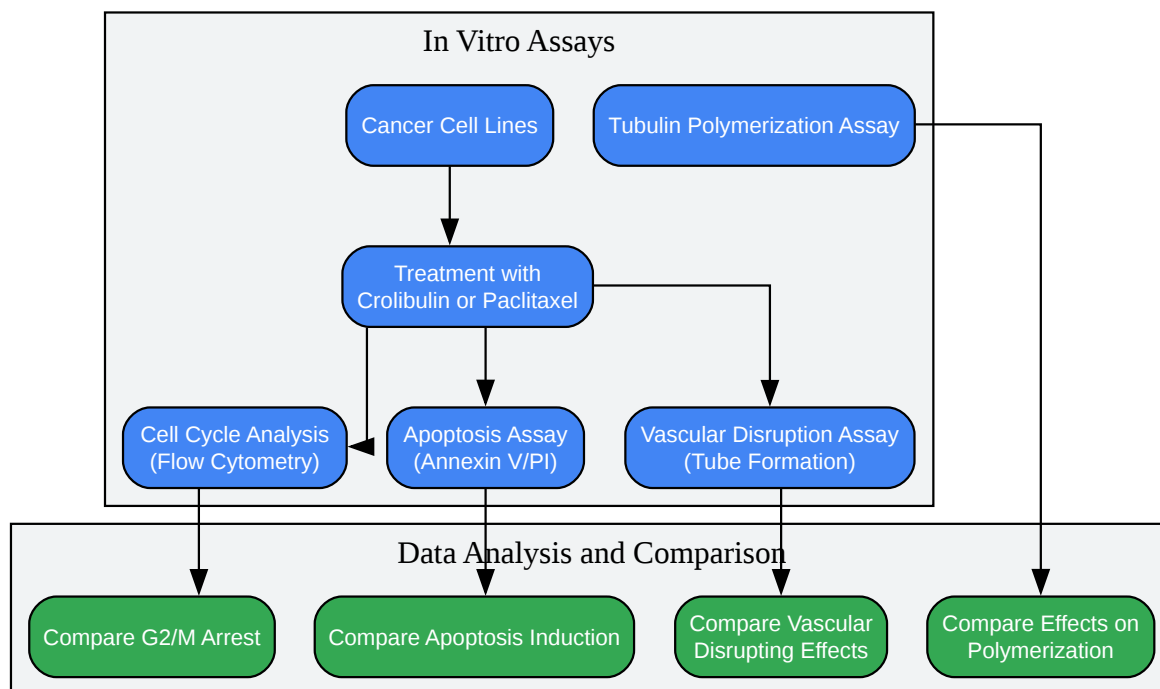 In Vitro Assays
Cancer Cell Lines
Tubulin Polymerization Assay
Treatment with
Crolibulin or Paclitaxel
Cell Cycle Analysis
(Flow Cytometry)
Apoptosis Assay
(Annexin V/PI)
Vascular Disruption Assay
(Tube Formation)
Data Analysis and Comparison
Compare G2/M Arrest
Compare Apoptosis Induction
Compare Vascular
Disrupting Effects
Compare Effects on
Polymerization